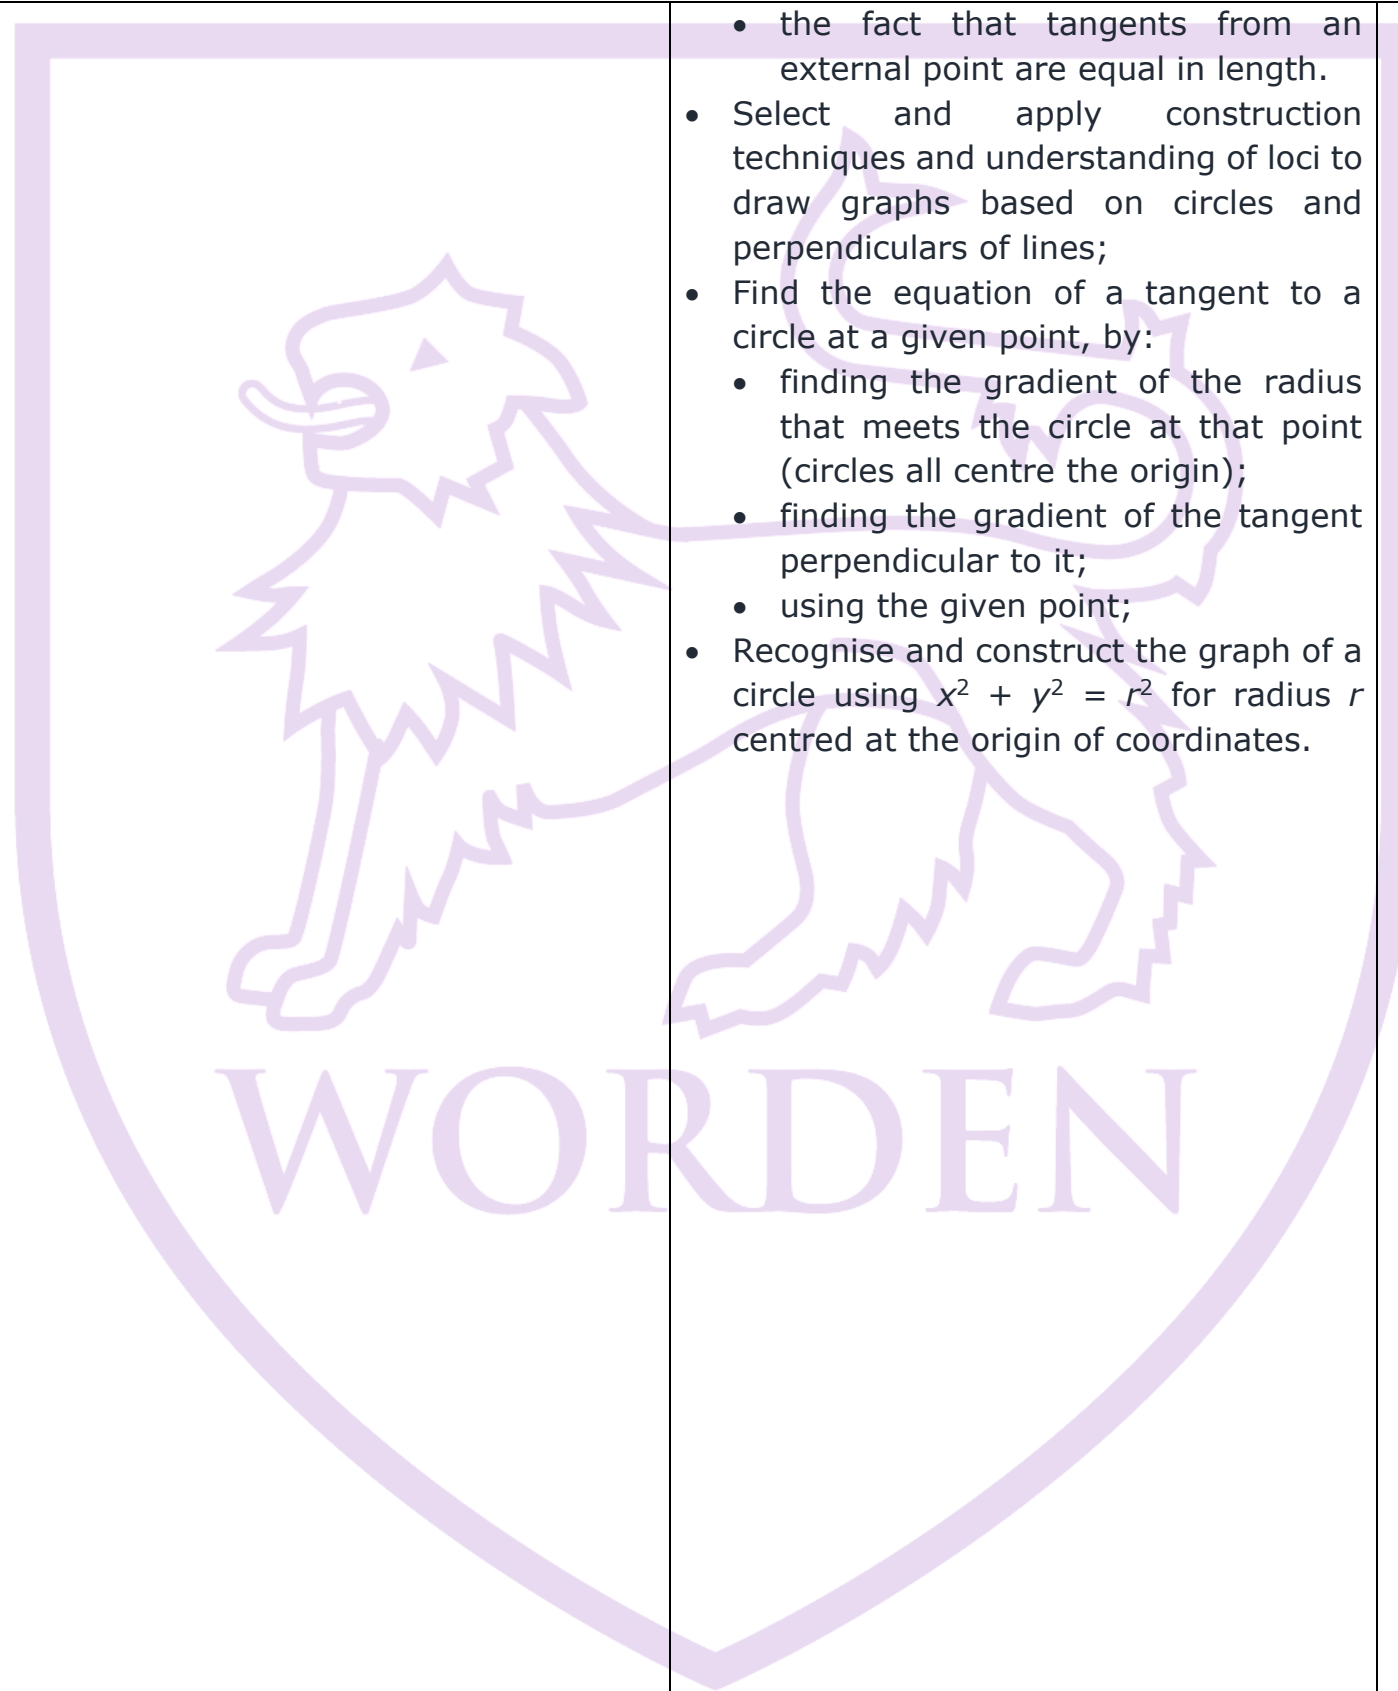 • the fact that tangents from an
external point are equal in length.
• Select and apply construction
techniques and understanding of loci to
draw graphs based on circles and
perpendiculars of lines;
• Find the equation of a tangent to a
circle at a given point, by:
• finding the gradient of the radius
that meets the circle at that point
(circles all centre the origin);
• finding the gradient of the tangent
perpendicular to it;
• using the given point;
• Recognise and construct the graph of a
circle using x² + y² = r² for radius r
centred at the origin of coordinates.
WORDEN